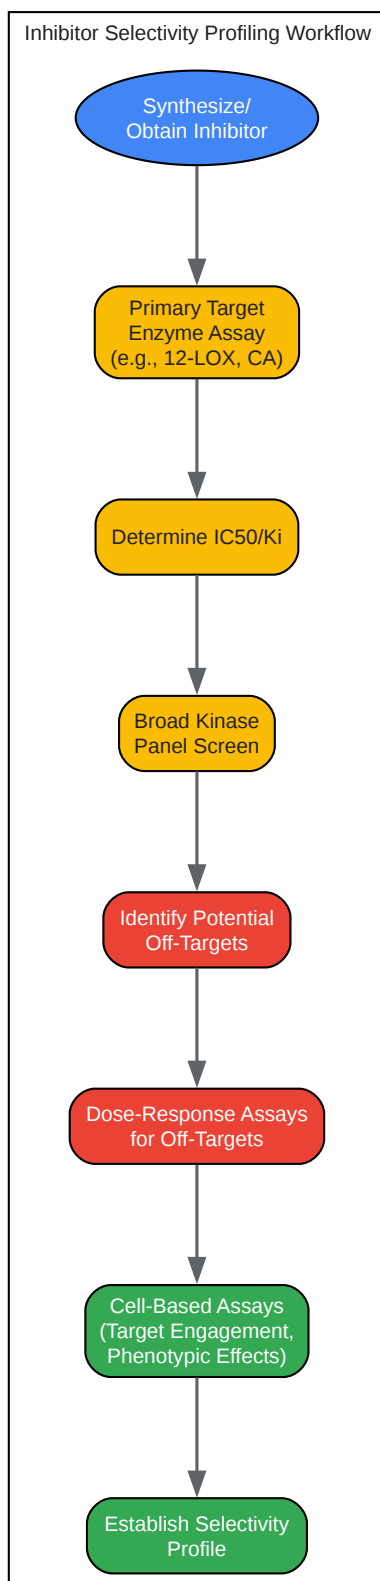 Inhibitor Selectivity Profiling Workflow
Synthesize/
Obtain Inhibitor
Primary Target
Enzyme Assay
(e.g., 12-LOX, CA)
Determine IC50/Ki
Broad Kinase
Panel Screen
Identify Potential
Off-Targets
Dose-Response Assays
for Off-Targets
Cell-Based Assays
(Target Engagement,
Phenotypic Effects)
Establish Selectivity
Profile